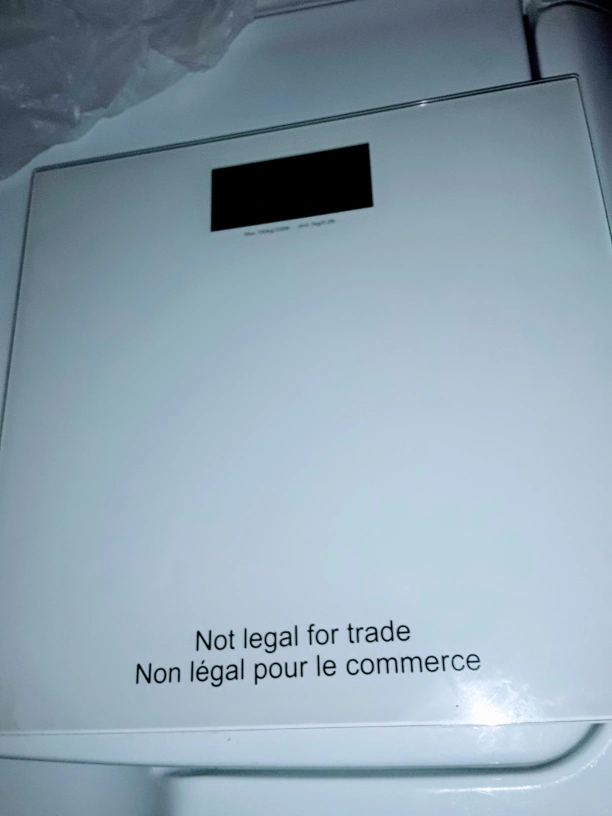 Not legal for trade
Non légal pour le commerce